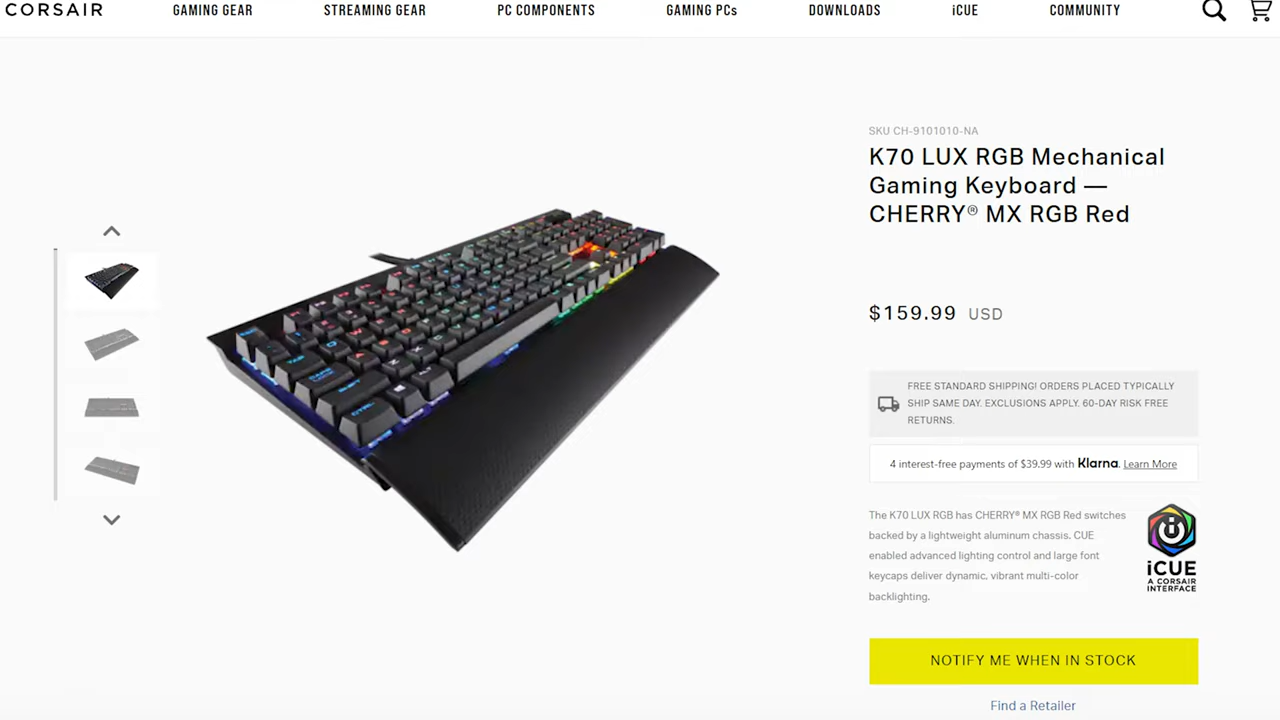 CORSAIR
GAMING GEAR
STREAMING GEAR
PC COMPONENTS
GAMING PCs
DOWNLOADS
iCUE
COMMUNITY
SKU CH-9101010-NA
K70 LUX RGB Mechanical
Gaming Keyboard —
CHERRY® MX RGB Red
$159.99 USD
FREE STANDARD SHIPPING! ORDERS PLACED TYPICALLY
SHIP SAME DAY. EXCLUSIONS APPLY. 60-DAY RISK FREE
RETURNS.
4 interest-free payments of $39.99 with Klarna. Learn More
The K70 LUX RGB has CHERRY® MX RGB Red switches
backed by a lightweight aluminum chassis. CUE
enabled advanced lighting control and large font
keycaps deliver dynamic, vibrant multi-color
backlighting.
iCUE
A CORSAIR
INTERFACE
NOTIFY ME WHEN IN STOCK
Find a Retailer